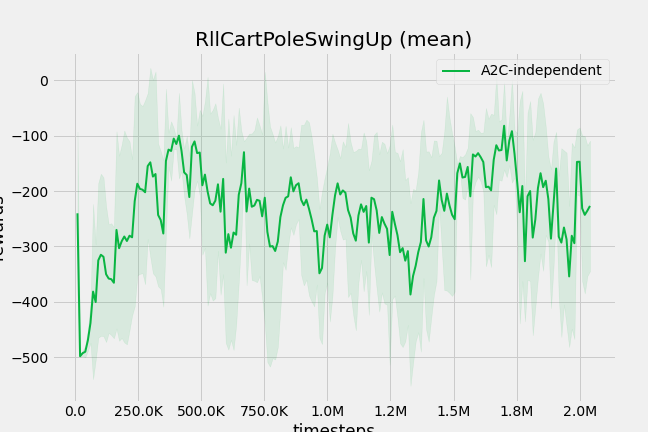 RllCartPoleSwingUp (mean)
A2C-independent
0
−100
−200
−300
−400
−500
rewards
0.0 250.0K 500.0K 750.0K 1.0M 1.2M 1.5M 1.8M 2.0M
timesteps